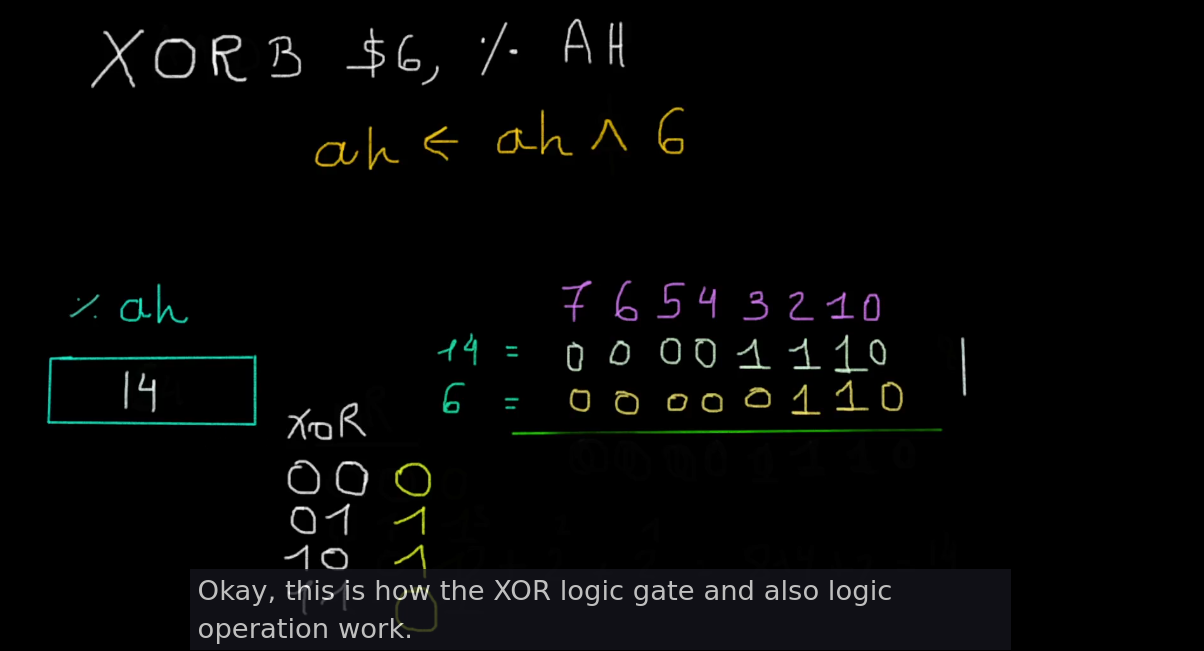 XORB $6, % AH
ah ← ah ∧ 6
% ah
14
7 6 5 4 3 2 1 0
14 = 0 0 0 0 1 1 1 0
6 = 0 0 0 0 0 1 1 0
XOR
0 0 0
0 1 1
1 0 1
1 1 0
Okay, this is how the XOR logic gate and also logic
operation work.